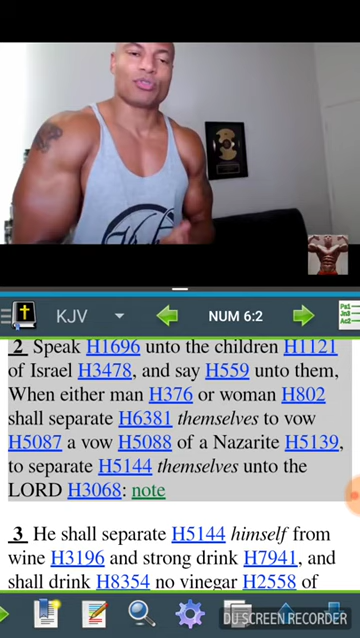 KJV
NUM 6:2
Ps1
Jn3
Ac2
2 Speak H1696 unto the children H1121
of Israel H3478, and say H559 unto them,
When either man H376 or woman H802
shall separate H6381 themselves to vow
H5087 a vow H5088 of a Nazarite H5139,
to separate H5144 themselves unto the
LORD H3068: note
3 He shall separate H5144 himself from
wine H3196 and strong drink H7941, and
shall drink H8354 no vinegar H2558 of
DU SCREEN RECORDER